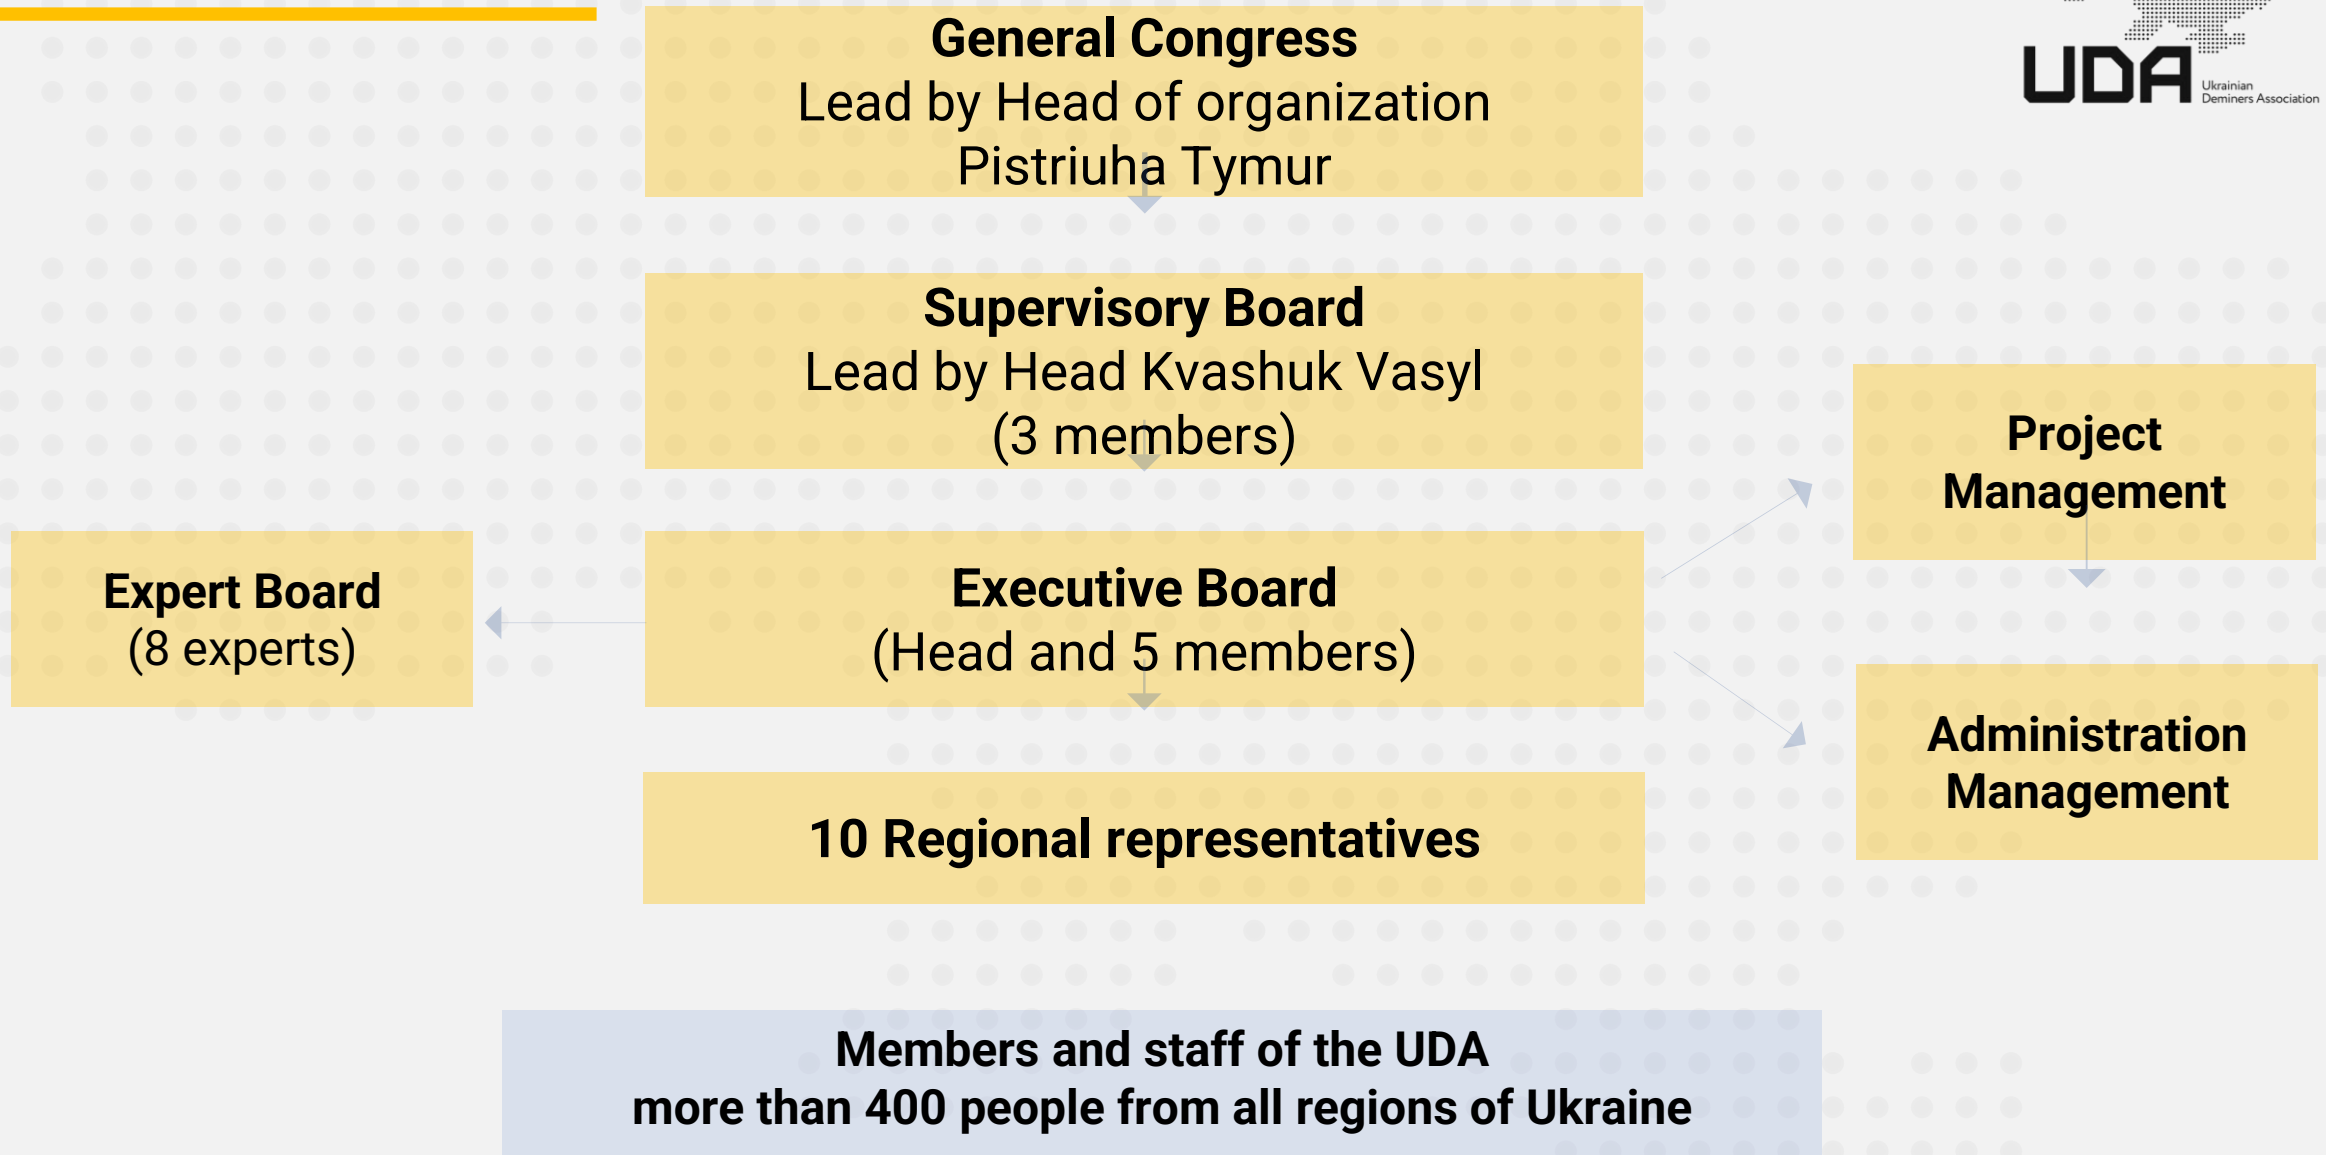 General Congress
Lead by Head of organization
Pistriuha Tymur
UDA
Ukrainian
Deminers Association
Supervisory Board
Lead by Head Kvashuk Vasyl
(3 members)
Project
Management
Expert Board
(8 experts)
Executive Board
(Head and 5 members)
Administration
Management
10 Regional representatives
Members and staff of the UDA
more than 400 people from all regions of Ukraine